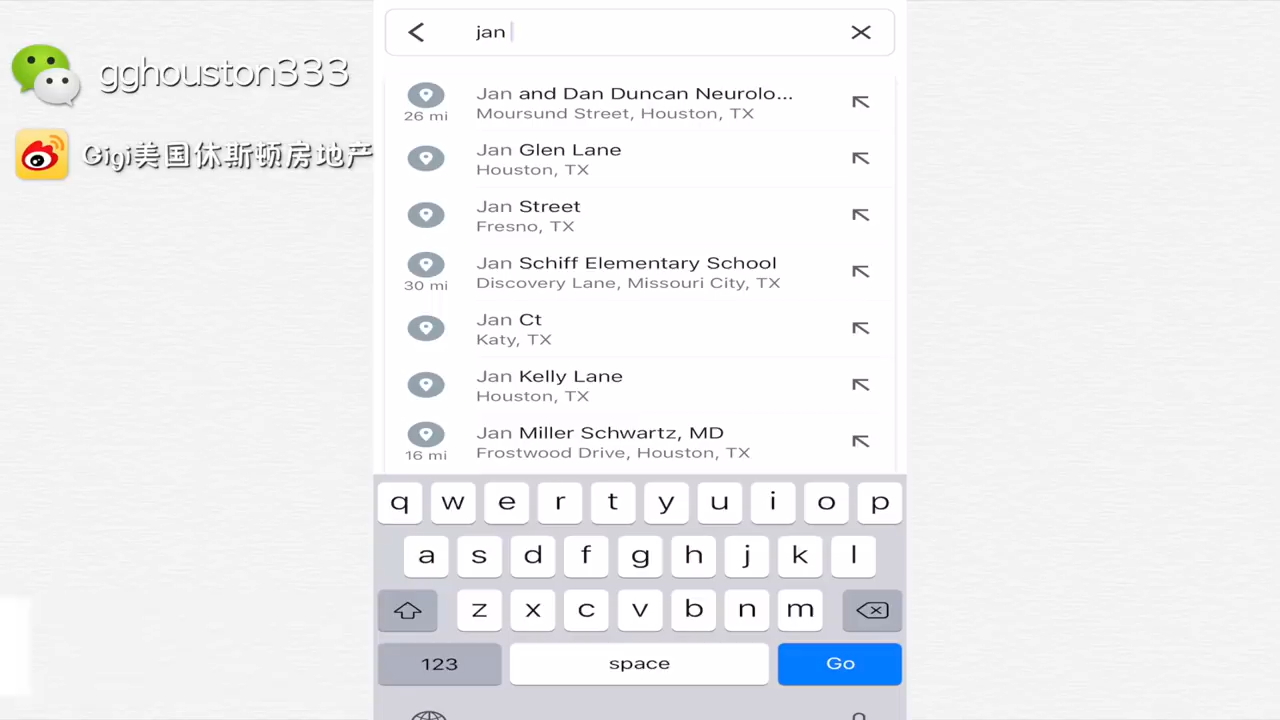 gghouston333
Gigi美国休斯顿房地产
jan
Jan and Dan Duncan Neurolo...
Moursund Street, Houston, TX
26 mi
Jan Glen Lane
Houston, TX
Jan Street
Fresno, TX
Jan Schiff Elementary School
Discovery Lane, Missouri City, TX
30 mi
Jan Ct
Katy, TX
Jan Kelly Lane
Houston, TX
Jan Miller Schwartz, MD
Frostwood Drive, Houston, TX
16 mi
q w e r t y u i o p
a s d f g h j k l
z x c v b n m
123 space Go